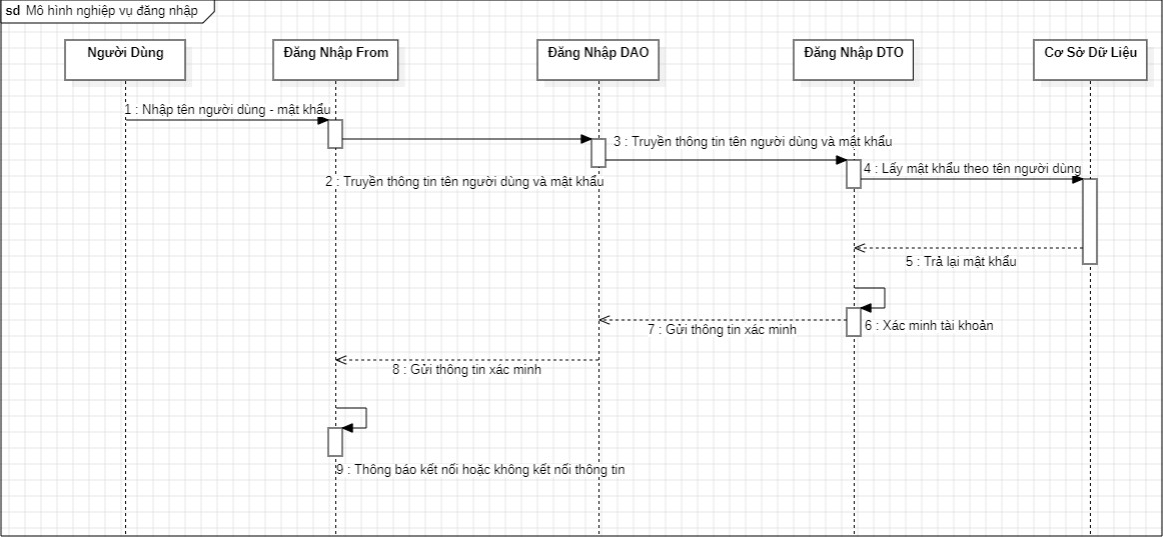 sd Mô hình nghiệp vụ đăng nhập
Người Dùng
Đăng Nhập From
Đăng Nhập DAO
Đăng Nhập DTO
Cơ Sở Dữ Liệu
1 : Nhập tên người dùng - mật khẩu
3 : Truyền thông tin tên người dùng và mật khẩu
4 : Lấy mật khẩu theo tên người dùng
2 : Truyền thông tin tên người dùng và mật khẩu
5 : Trả lại mật khẩu
6 : Xác minh tài khoản
7 : Gửi thông tin xác minh
8 : Gửi thông tin xác minh
9 : Thông báo kết nối hoặc không kết nối thông tin